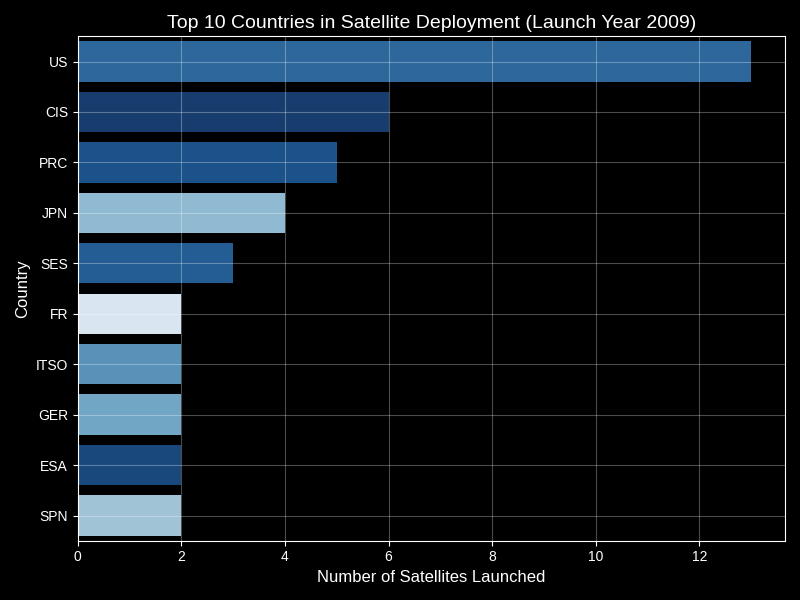 Top 10 Countries in Satellite Deployment (Launch Year 2009)
US
CIS
PRC
JPN
SES
FR
ITSO
GER
ESA
SPN
Country
0 2 4 6 8 10 12
Number of Satellites Launched